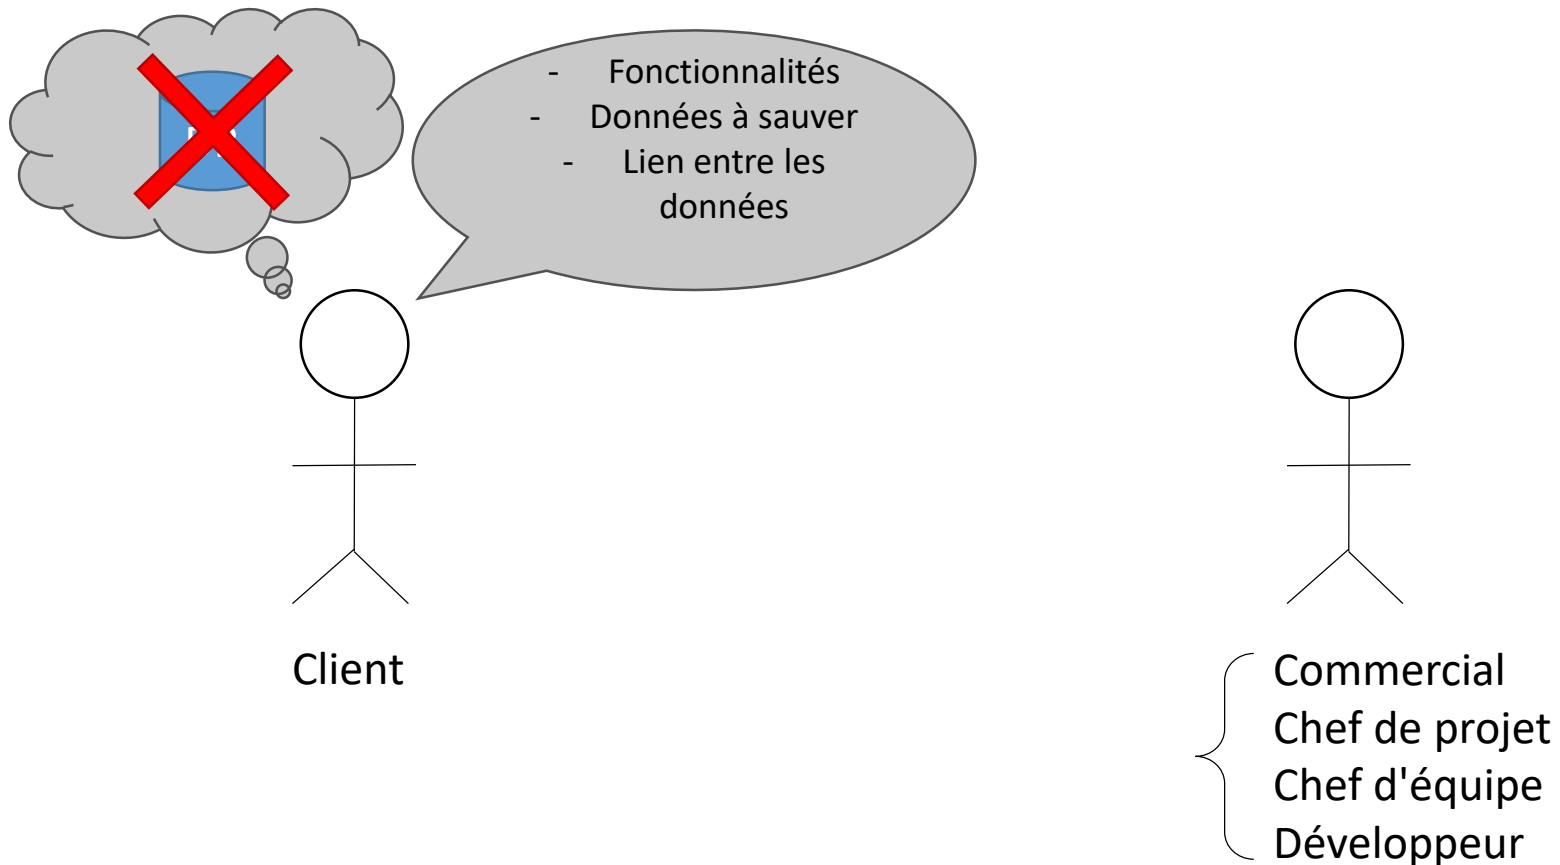 - Fonctionnalités
- Données à sauver
- Lien entre les
données
Client
Commercial
Chef de projet
Chef d'équipe
Développeur